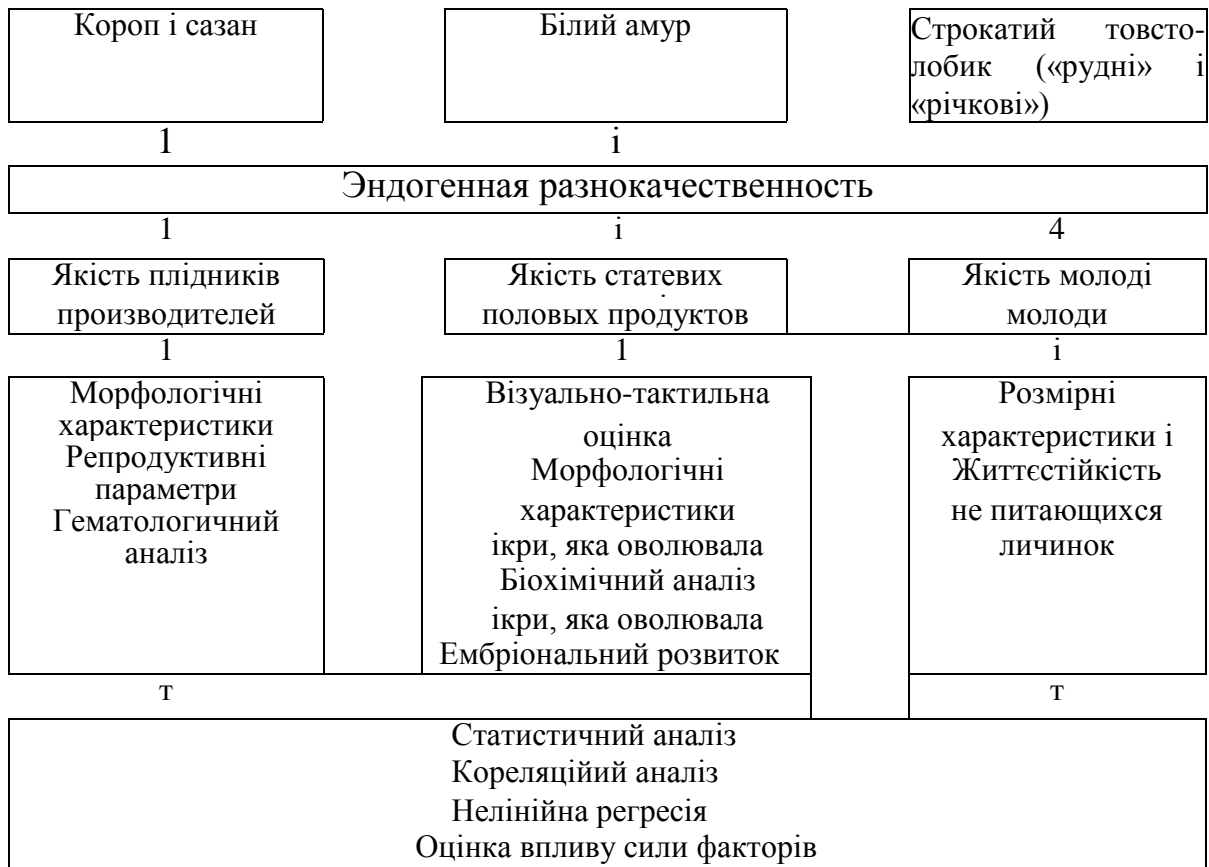 Короп і сазан
Білий амур
Строкатий товсто-
лобик («рудні» і
«річкові»)
1
і
Эндогенная разнокачественность
1
і
4
Якість плідників
производителей
Якість статевих
половых продуктов
Якість молоді
молоди
1
1
і
Морфологічні
характеристики
Репродуктивні
параметри
Гематологичний
аналіз
Візуально-тактильна
оцінка
Морфологічні
характеристики
ікри, яка оволювала
Біохімічний аналіз
ікри, яка оволювала
Ембріональний розвиток
Розмірні
характеристики і
Життєстійкість
не питающихся
личинок
т
т
Статистичний аналіз
Кореляційий аналіз
Нелінійна регресія
Оцінка впливу сили факторів